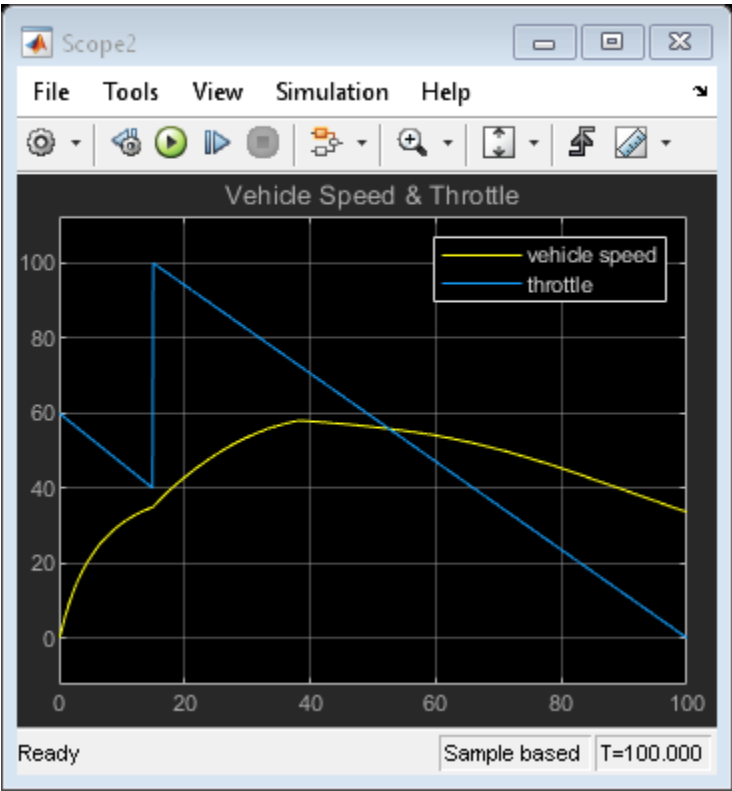 Scope2
File Tools View Simulation Help
Vehicle Speed & Throttle
vehicle speed
throttle
100
80
60
40
20
0
0 20 40 60 80 100
Ready Sample based T=100.000